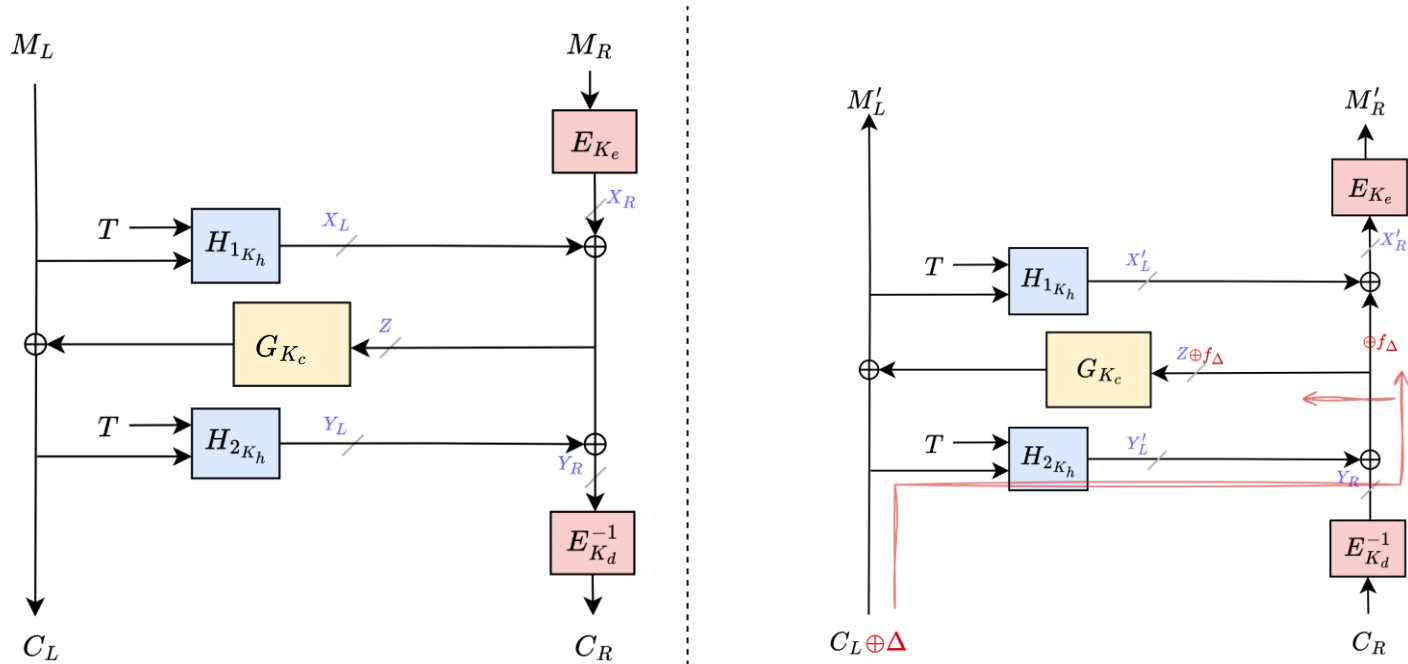 M_L M_R
E_{K_e}
X_R
T H_{1_{K_h}} X_L
G_{K_c} Z
T H_{2_{K_h}} Y_L
Y_R
E_{K_d}^{-1}
C_L C_R
M'_L M'_R
E_{K_e}
X'_R
T H_{1_{K_h}} X'_L
⊕f_Δ
G_{K_c} Z⊕f_Δ
T H_{2_{K_h}} Y'_L
Y_R
E_{K_d}^{-1}
C_L⊕Δ C_R